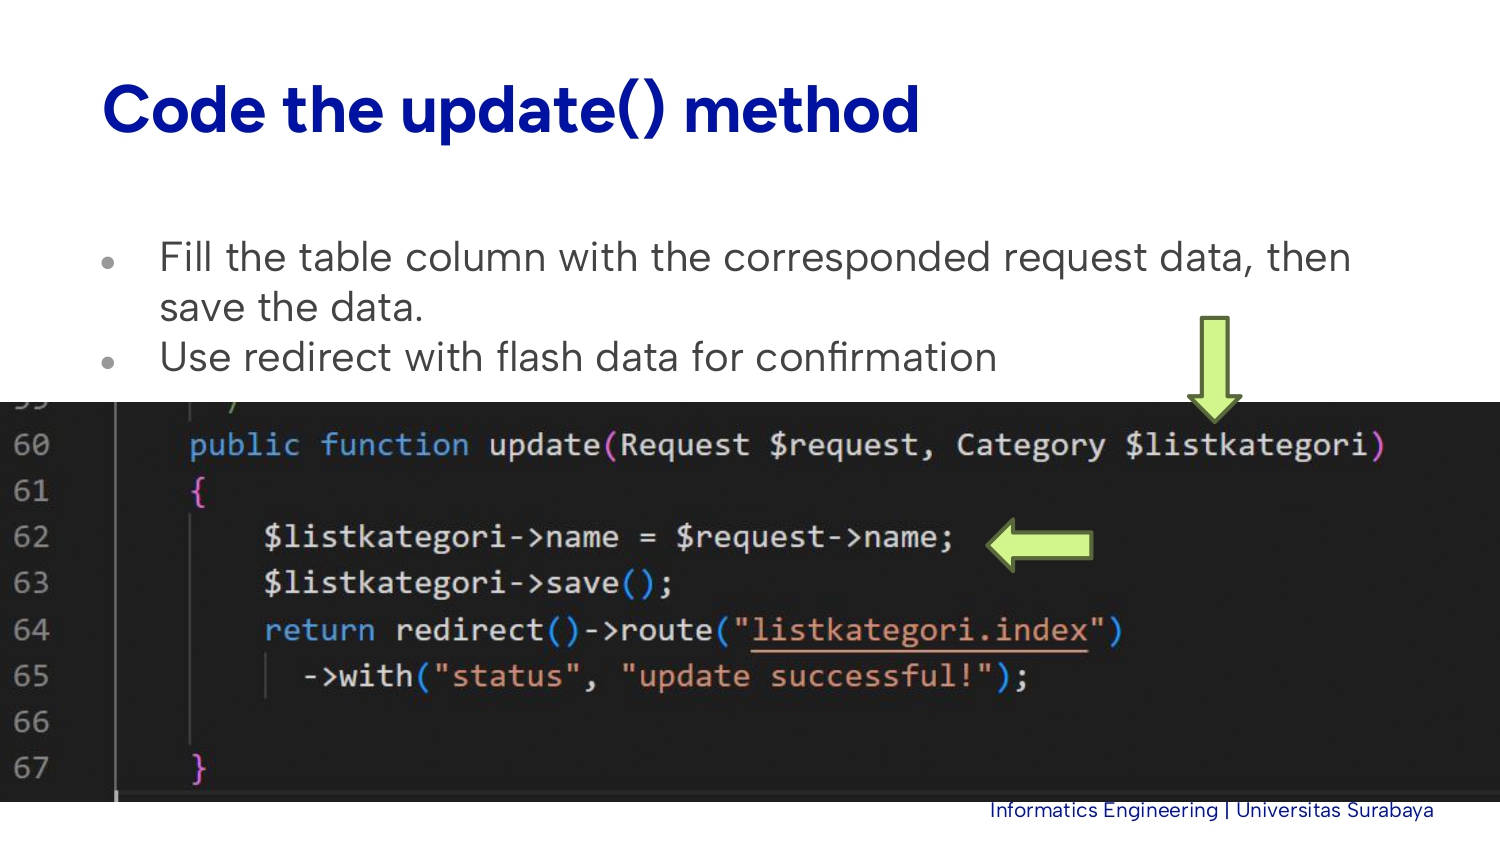 Code the update() method
● Fill the table column with the corresponded request data, then
save the data.
● Use redirect with flash data for confirmation
60 public function update(Request $request, Category $listkategori)
61 {
62 $listkategori->name = $request->name;
63 $listkategori->save();
64 return redirect()->route("listkategori.index")
65 ->with("status", "update successful!");
66
67 }
Informatics Engineering | Universitas Surabaya